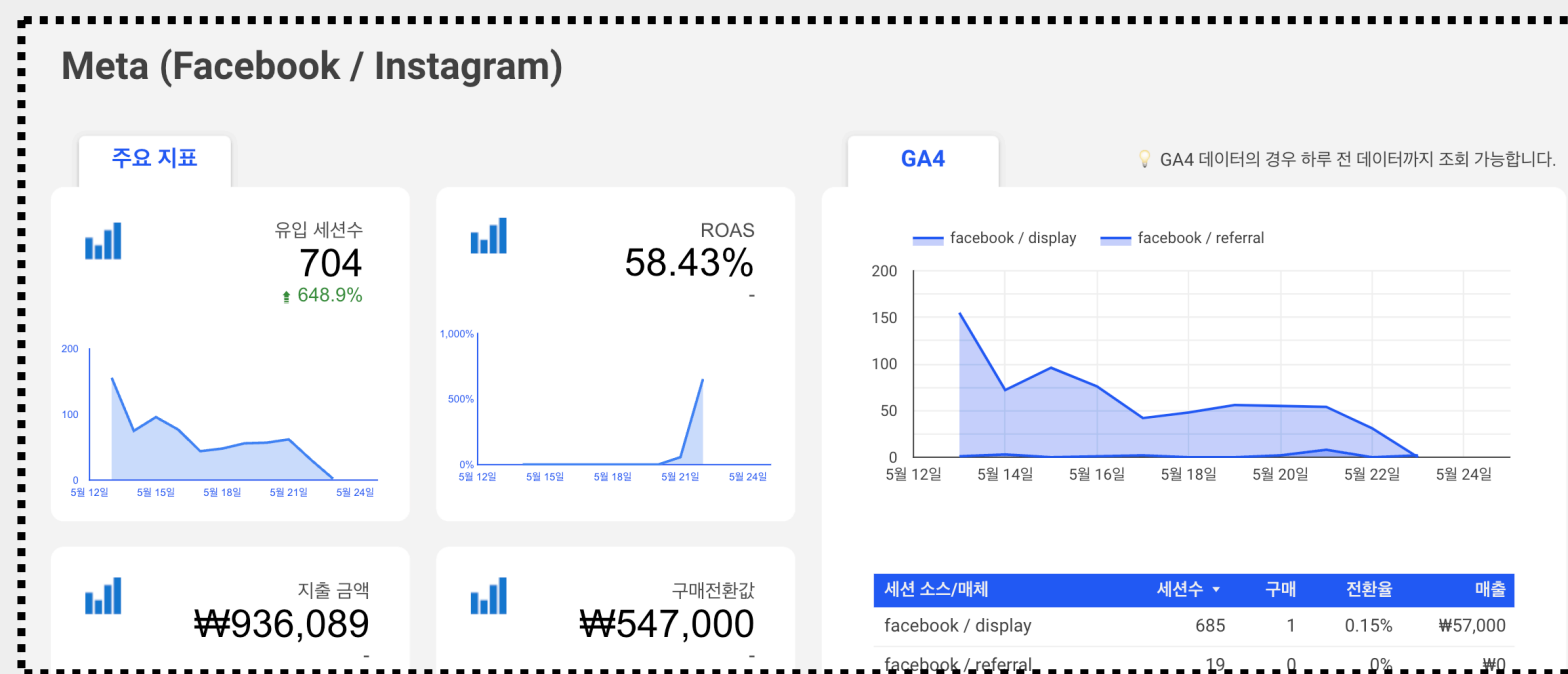 Meta (Facebook / Instagram)
주요 지표
유입 세션수
704
648.9%
200
100
0
5월 12일 5월 15일 5월 18일 5월 21일 5월 24일
ROAS
58.43%
-
1,000%
500%
0%
5월 12일 5월 15일 5월 18일 5월 21일 5월 24일
지출 금액
₩936,089
-
구매전환값
₩547,000
-
GA4
GA4 데이터의 경우 하루 전 데이터까지 조회 가능합니다.
facebook / display facebook / referral
200
150
100
50
0
5월 12일 5월 14일 5월 16일 5월 18일 5월 20일 5월 22일 5월 24일
세션 소스/매체 세션수 구매 전환율 매출
facebook / display 685 1 0.15% ₩57,000
facebook / referral 19 0 0% ₩0